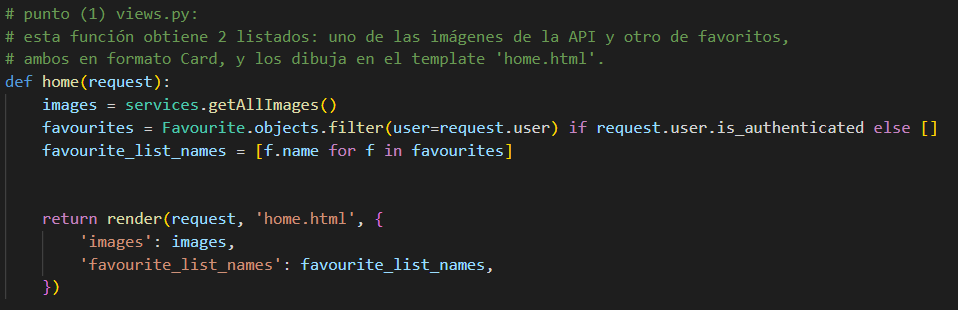 # punto (1) views.py:
# esta función obtiene 2 listados: uno de las imágenes de la API y otro de favoritos,
# ambos en formato Card, y los dibuja en el template 'home.html'.
def home(request):
    images = services.getAllImages()
    favourites = Favourite.objects.filter(user=request.user) if request.user.is_authenticated else []
    favourite_list_names = [f.name for f in favourites]
    return render(request, 'home.html', {
        'images': images,
        'favourite_list_names': favourite_list_names,
    })